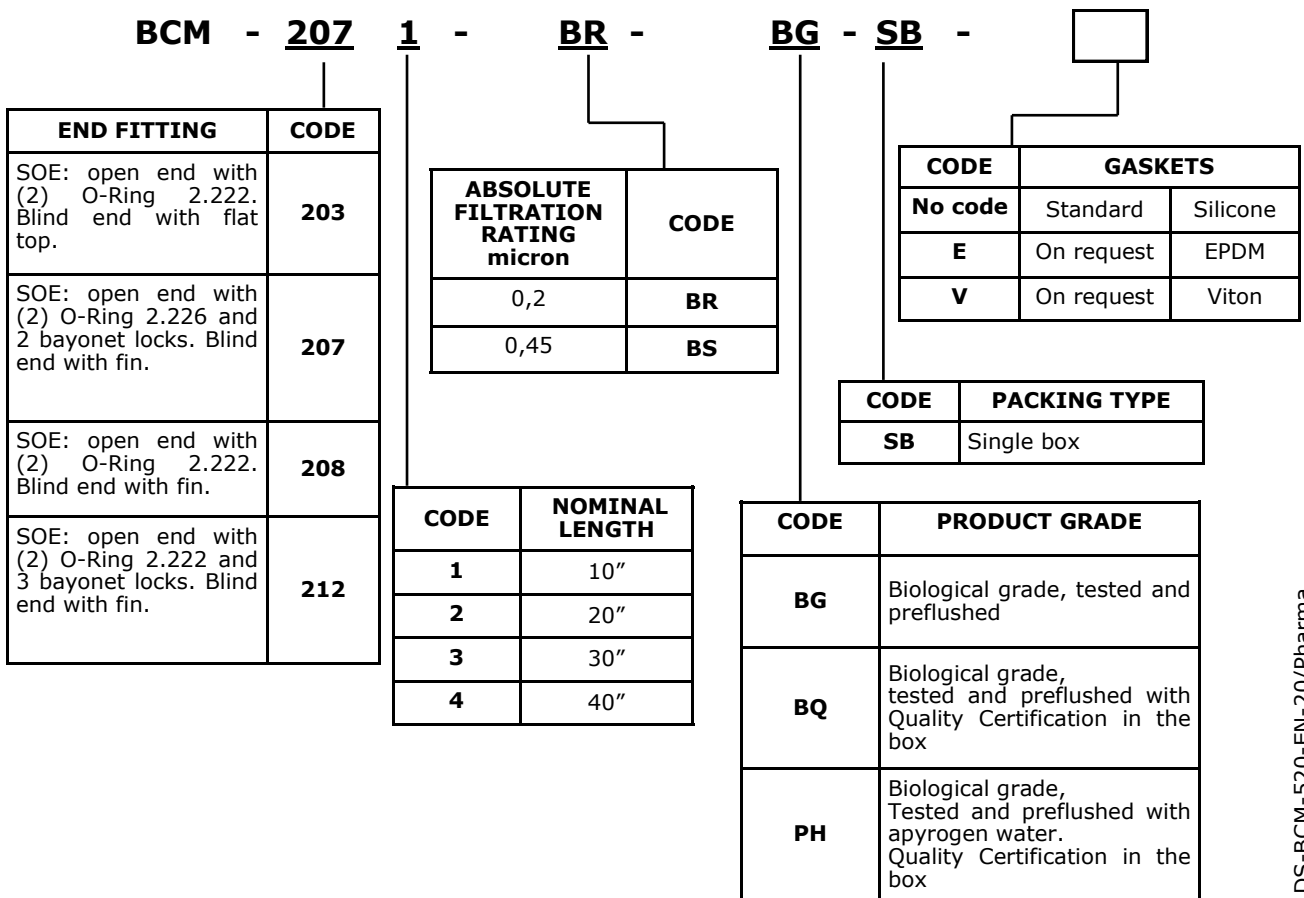 BCM - 207 1 - BR - BG - SB -
END FITTING CODE
SOE: open end with
(2) O-Ring 2.222.
Blind end with flat
top.
203
SOE: open end with
(2) O-Ring 2.226 and
2 bayonet locks. Blind
end with fin.
207
SOE: open end with
(2) O-Ring 2.222.
Blind end with fin.
208
SOE: open end with
(2) O-Ring 2.222 and
3 bayonet locks. Blind
end with fin.
212
ABSOLUTE
FILTRATION
RATING
micron
CODE
0,2 BR
0,45 BS
CODE GASKETS
No code Standard Silicone
E On request EPDM
V On request Viton
CODE PACKING TYPE
SB Single box
CODE NOMINAL
LENGTH
1 10″
2 20″
3 30″
4 40″
CODE PRODUCT GRADE
BG
Biological grade, tested and
preflushed
BQ
Biological grade,
tested and preflushed with
Quality Certification in the
box
PH
Biological grade,
Tested and preflushed with
apyrogen water.
Quality Certification in the
box
DS-BCM-520-EN-20/Pharma